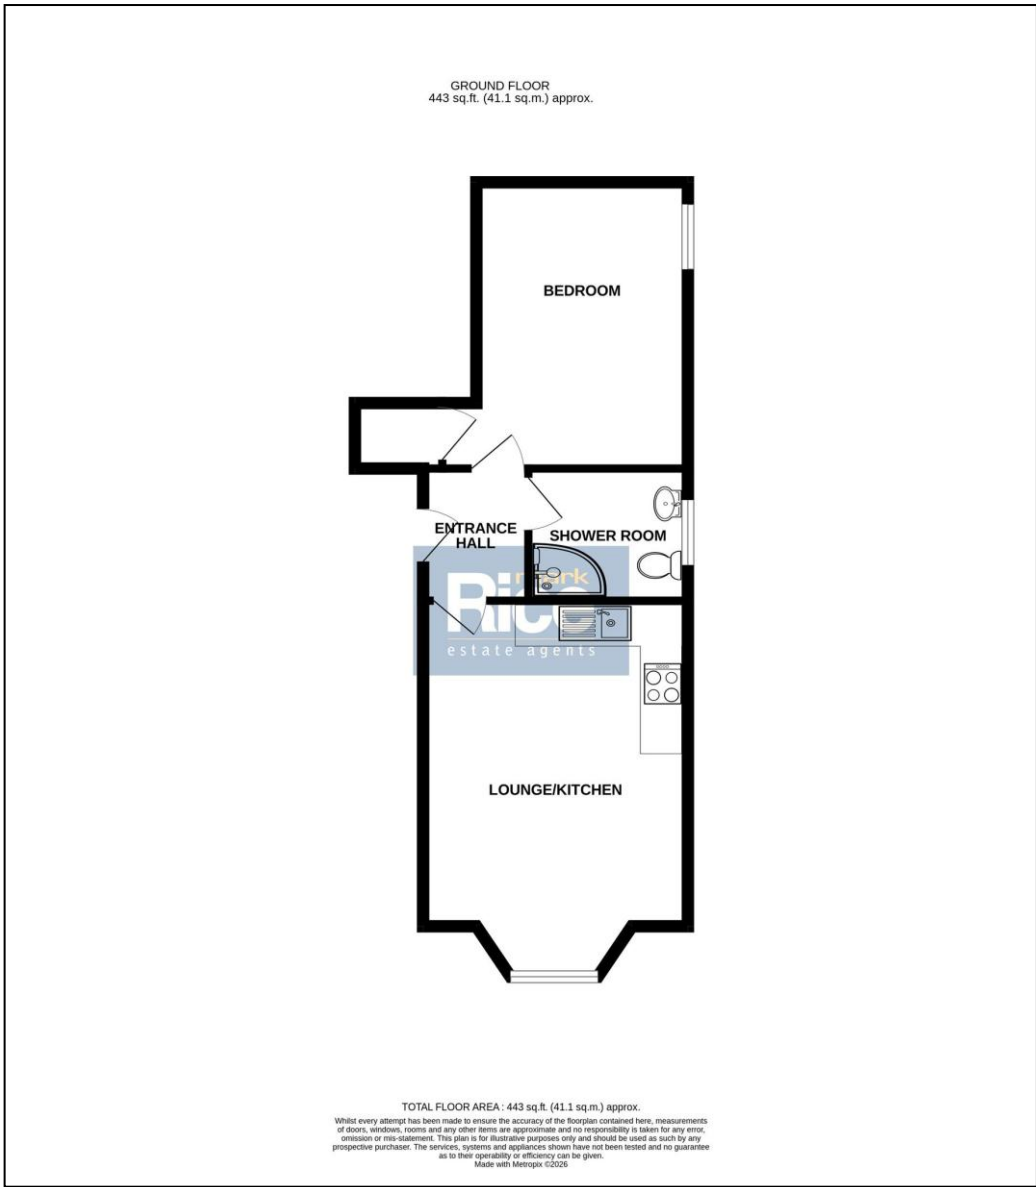 GROUND FLOOR
443 sq.ft. (41.1 sq.m.) approx.
BEDROOM
ENTRANCE
HALL
SHOWER ROOM
mark
Rice
estate agents
LOUNGE/KITCHEN
TOTAL FLOOR AREA : 443 sq.ft. (41.1 sq.m.) approx.
Whilst every attempt has been made to ensure the accuracy of the floorplan contained here, measurements
of doors, windows, rooms and any other items are approximate and no responsibility is taken for any error,
omission or mis-statement. This plan is for illustrative purposes only and should be used as such by any
prospective purchaser. The services, systems and appliances shown have not been tested and no guarantee
as to their operability or efficiency can be given.
Made with Metropix ©2026